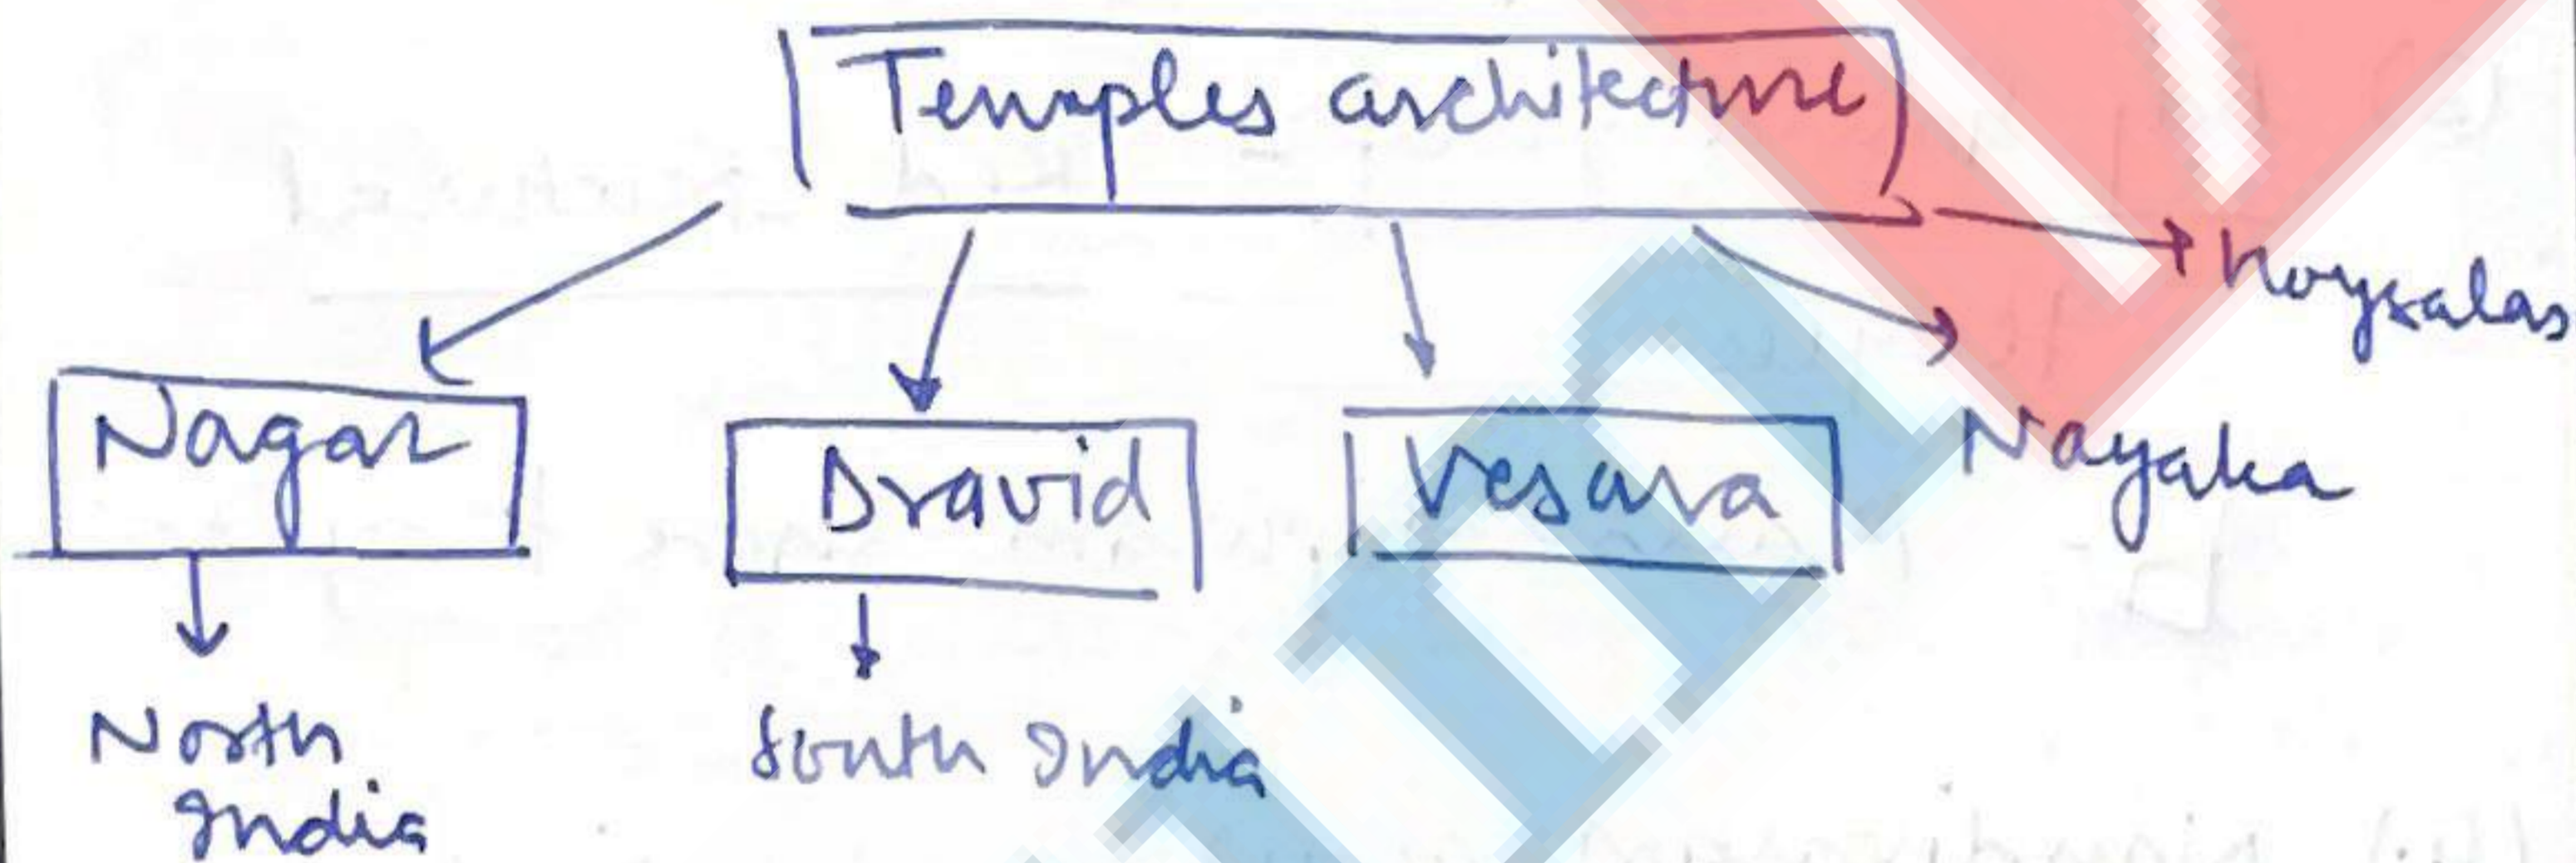 Temples architecture
Hoysalas
Nayaka
Nagar
Dravid
Vesara
North
India
South India